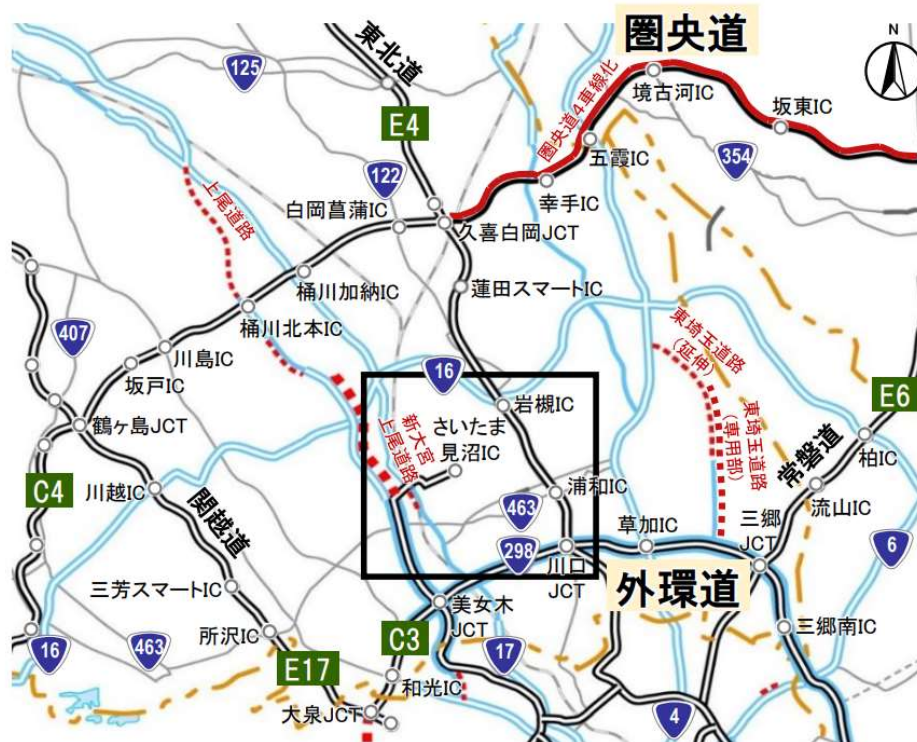 圏央道
N
東北道
125
境古河IC
坂東IC
E4
圏央道4車線化
五霞IC
354
122
上尾道路
白岡菖蒲IC
幸手IC
久喜白岡JCT
桶川加納IC
蓮田スマートIC
407
桶川北本IC
川島IC
坂戸IC
東埼玉道路
(延伸)
16
岩槻IC
E6
鶴ヶ島JCT
新大宮
上尾道路
さいたま
見沼IC
東埼玉道路
(専用部)
常磐道
柏IC
C4
川越IC
関越道
浦和IC
流山IC
463
草加IC
三郷
JCT
298
川口
JCT
6
外環道
三芳スマートIC
美女木
JCT
三郷南IC
所沢IC
C3
17
16
463
E17
和光IC
大泉JCT
4